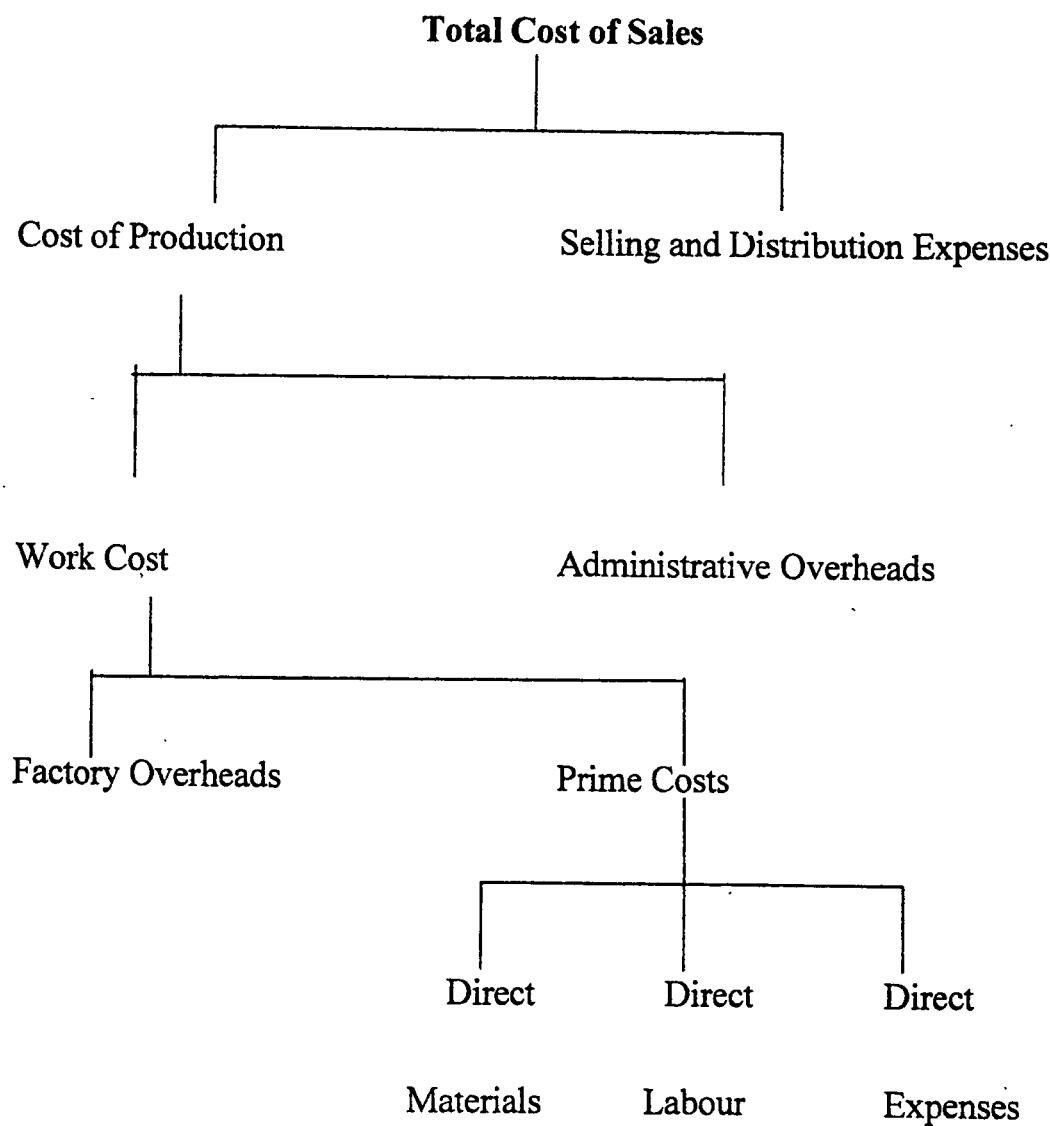 Total Cost of Sales
Cost of Production
Selling and Distribution Expenses
Work Cost
Administrative Overheads
Factory Overheads
Prime Costs
Direct Direct Direct
Materials Labour Expenses